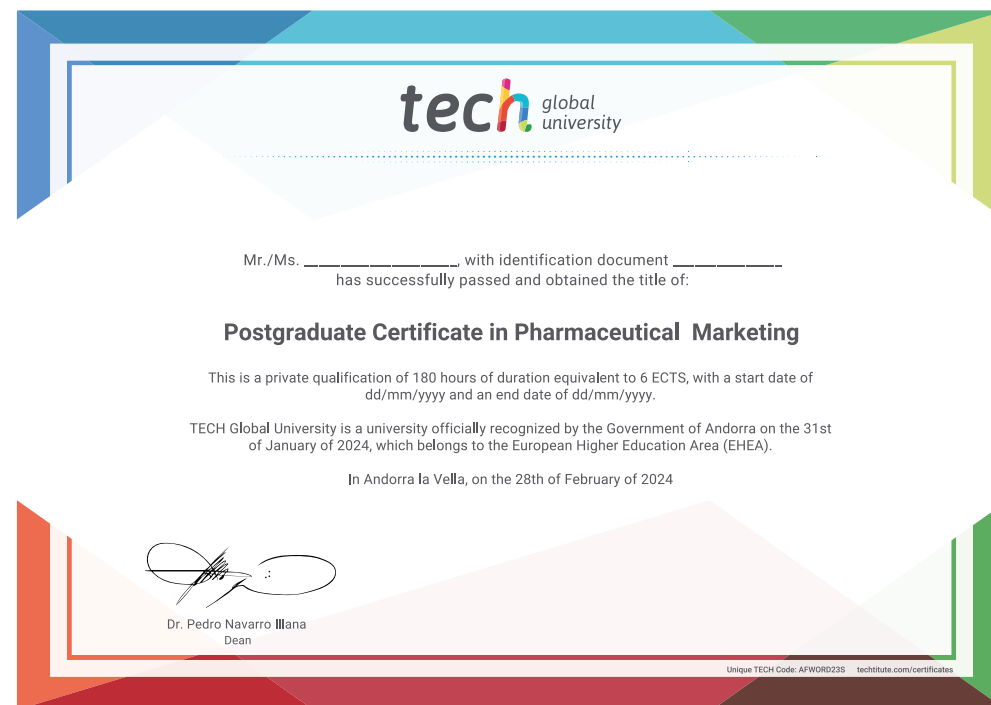 tech global
university
Mr./Ms. __________________, with identification document _____________
has successfully passed and obtained the title of:
Postgraduate Certificate in Pharmaceutical Marketing
This is a private qualification of 180 hours of duration equivalent to 6 ECTS, with a start date of
dd/mm/yyyy and an end date of dd/mm/yyyy.
TECH Global University is a university officially recognized by the Government of Andorra on the 31st
of January of 2024, which belongs to the European Higher Education Area (EHEA).
In Andorra la Vella, on the 28th of February of 2024
Dr. Pedro Navarro Illana
Dean
Unique TECH Code: AFWORD23S techtitute.com/certificates